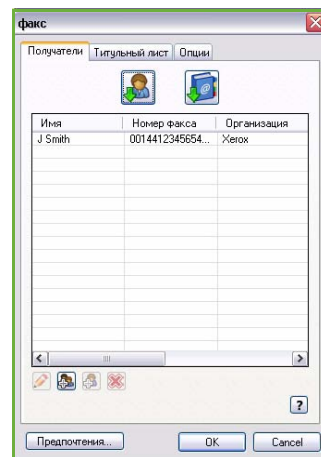 факс
Получатели Титульный лист Опции
Имя Номер факса Организация
J Smith 0014412345654... Xerox
Предпочтения... OK Cancel